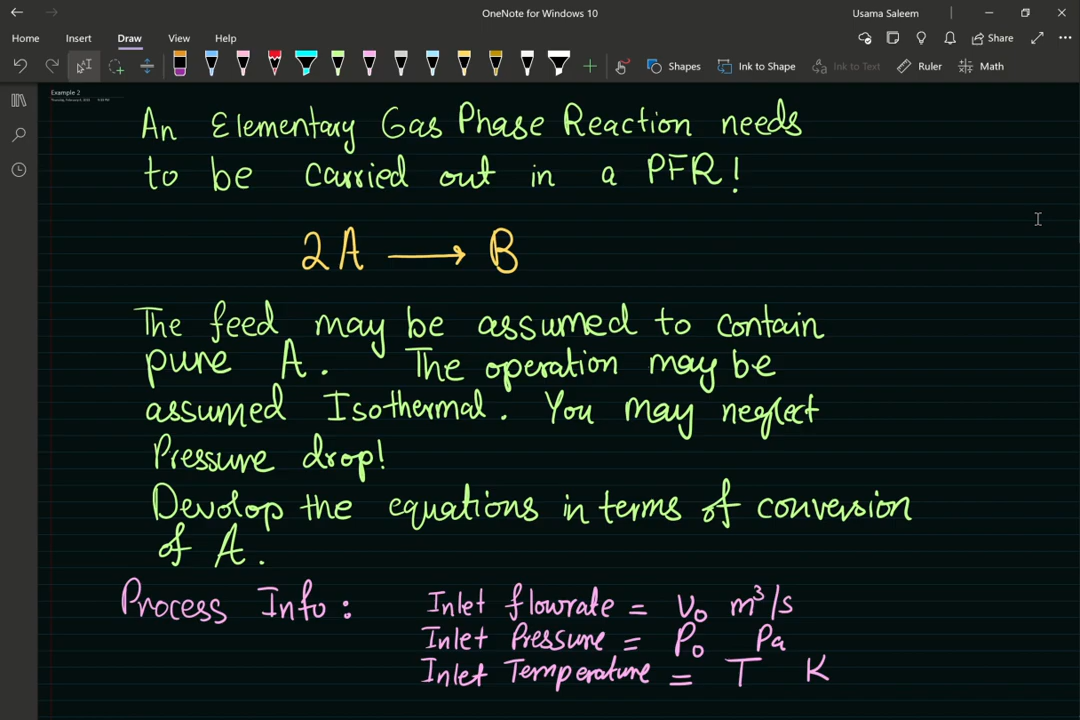 OneNote for Windows 10
Usama Saleem
Home Insert Draw View Help
Share
Shapes Ink to Shape Ink to Text Ruler Math
Example 2
An Elementary Gas Phase Reaction needs
to be carried out in a PFR!
2A ⟶ B
The feed may be assumed to contain
pure A. The operation may be
assumed Isothermal. You may neglect
Pressure drop!
Devolop the equations in terms of conversion
of A.
Process Info: Inlet flowrate = v₀ m³/s
Inlet Pressure = P₀ Pa
Inlet Temperature = T K